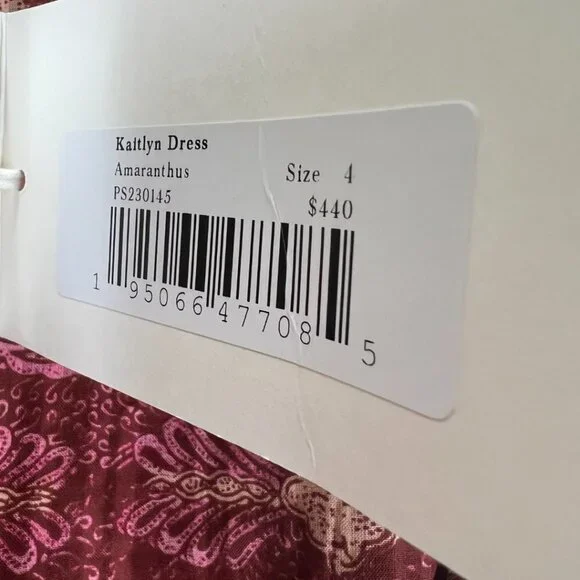 Kaitlyn Dress
Amaranthus Size 4
PS230145 $440
1 95066 47708 5